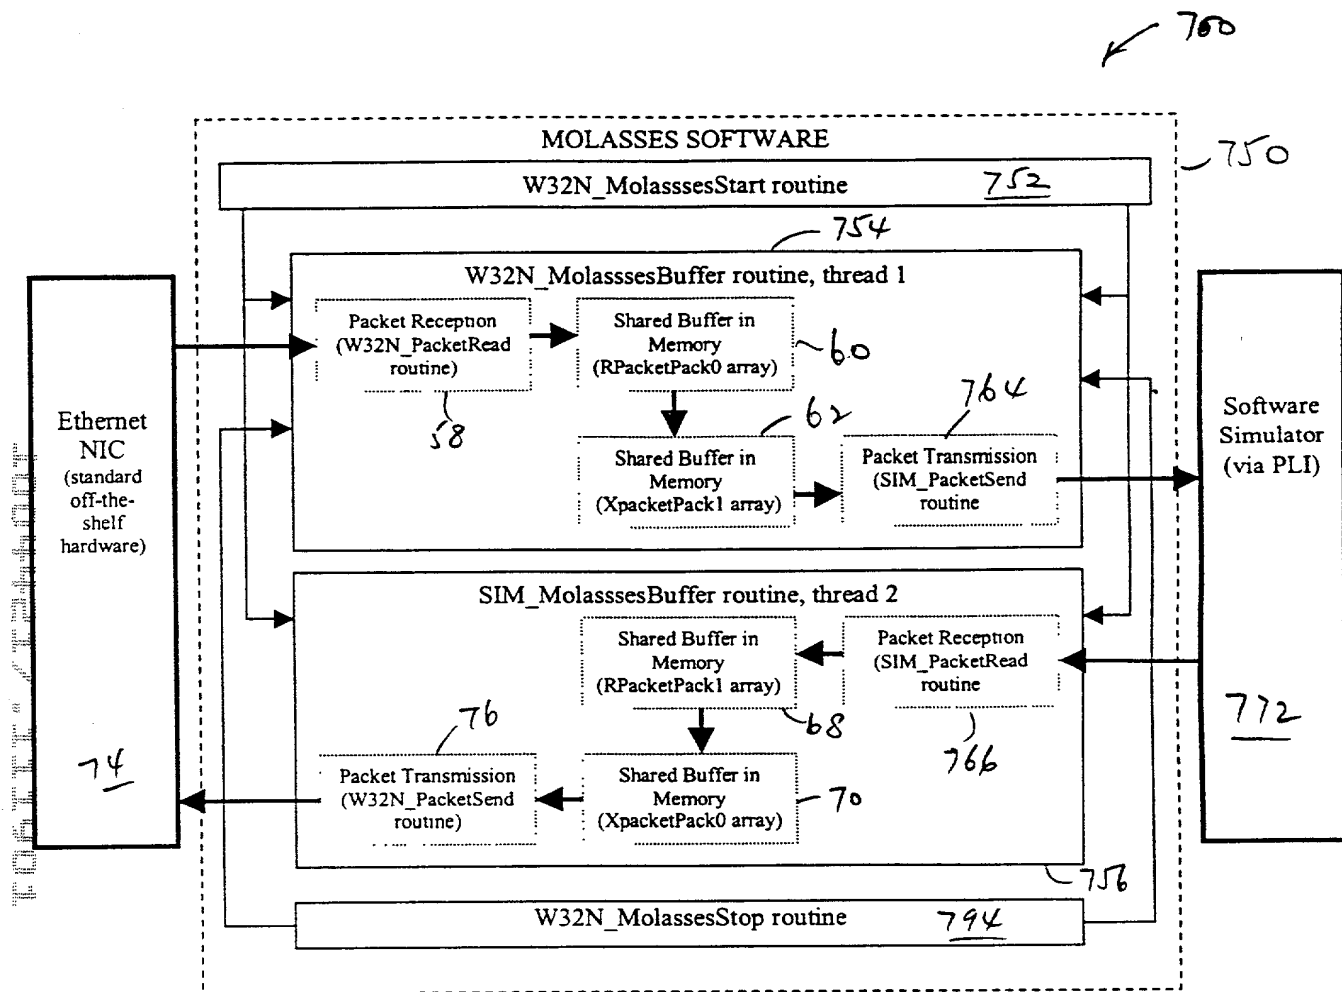 700
MOLASSES SOFTWARE
750
W32N_MolasssesStart routine 752
754
W32N_MolasssesBuffer routine, thread 1
Packet Reception
(W32N_PacketRead
routine)
58
Shared Buffer in
Memory
(RPacketPack0 array)
60
62
Shared Buffer in
Memory
(XpacketPack1 array)
764
Packet Transmission
(SIM_PacketSend
routine
Ethernet
NIC
(standard
off-the-
shelf
hardware)
74
Software
Simulator
(via PLI)
772
SIM_MolasssesBuffer routine, thread 2
Shared Buffer in
Memory
(RPacketPack1 array)
68
Packet Reception
(SIM_PacketRead
routine
766
76
Packet Transmission
(W32N_PacketSend
routine)
Shared Buffer in
Memory
(XpacketPack0 array)
70
756
W32N_MolassesStop routine 794